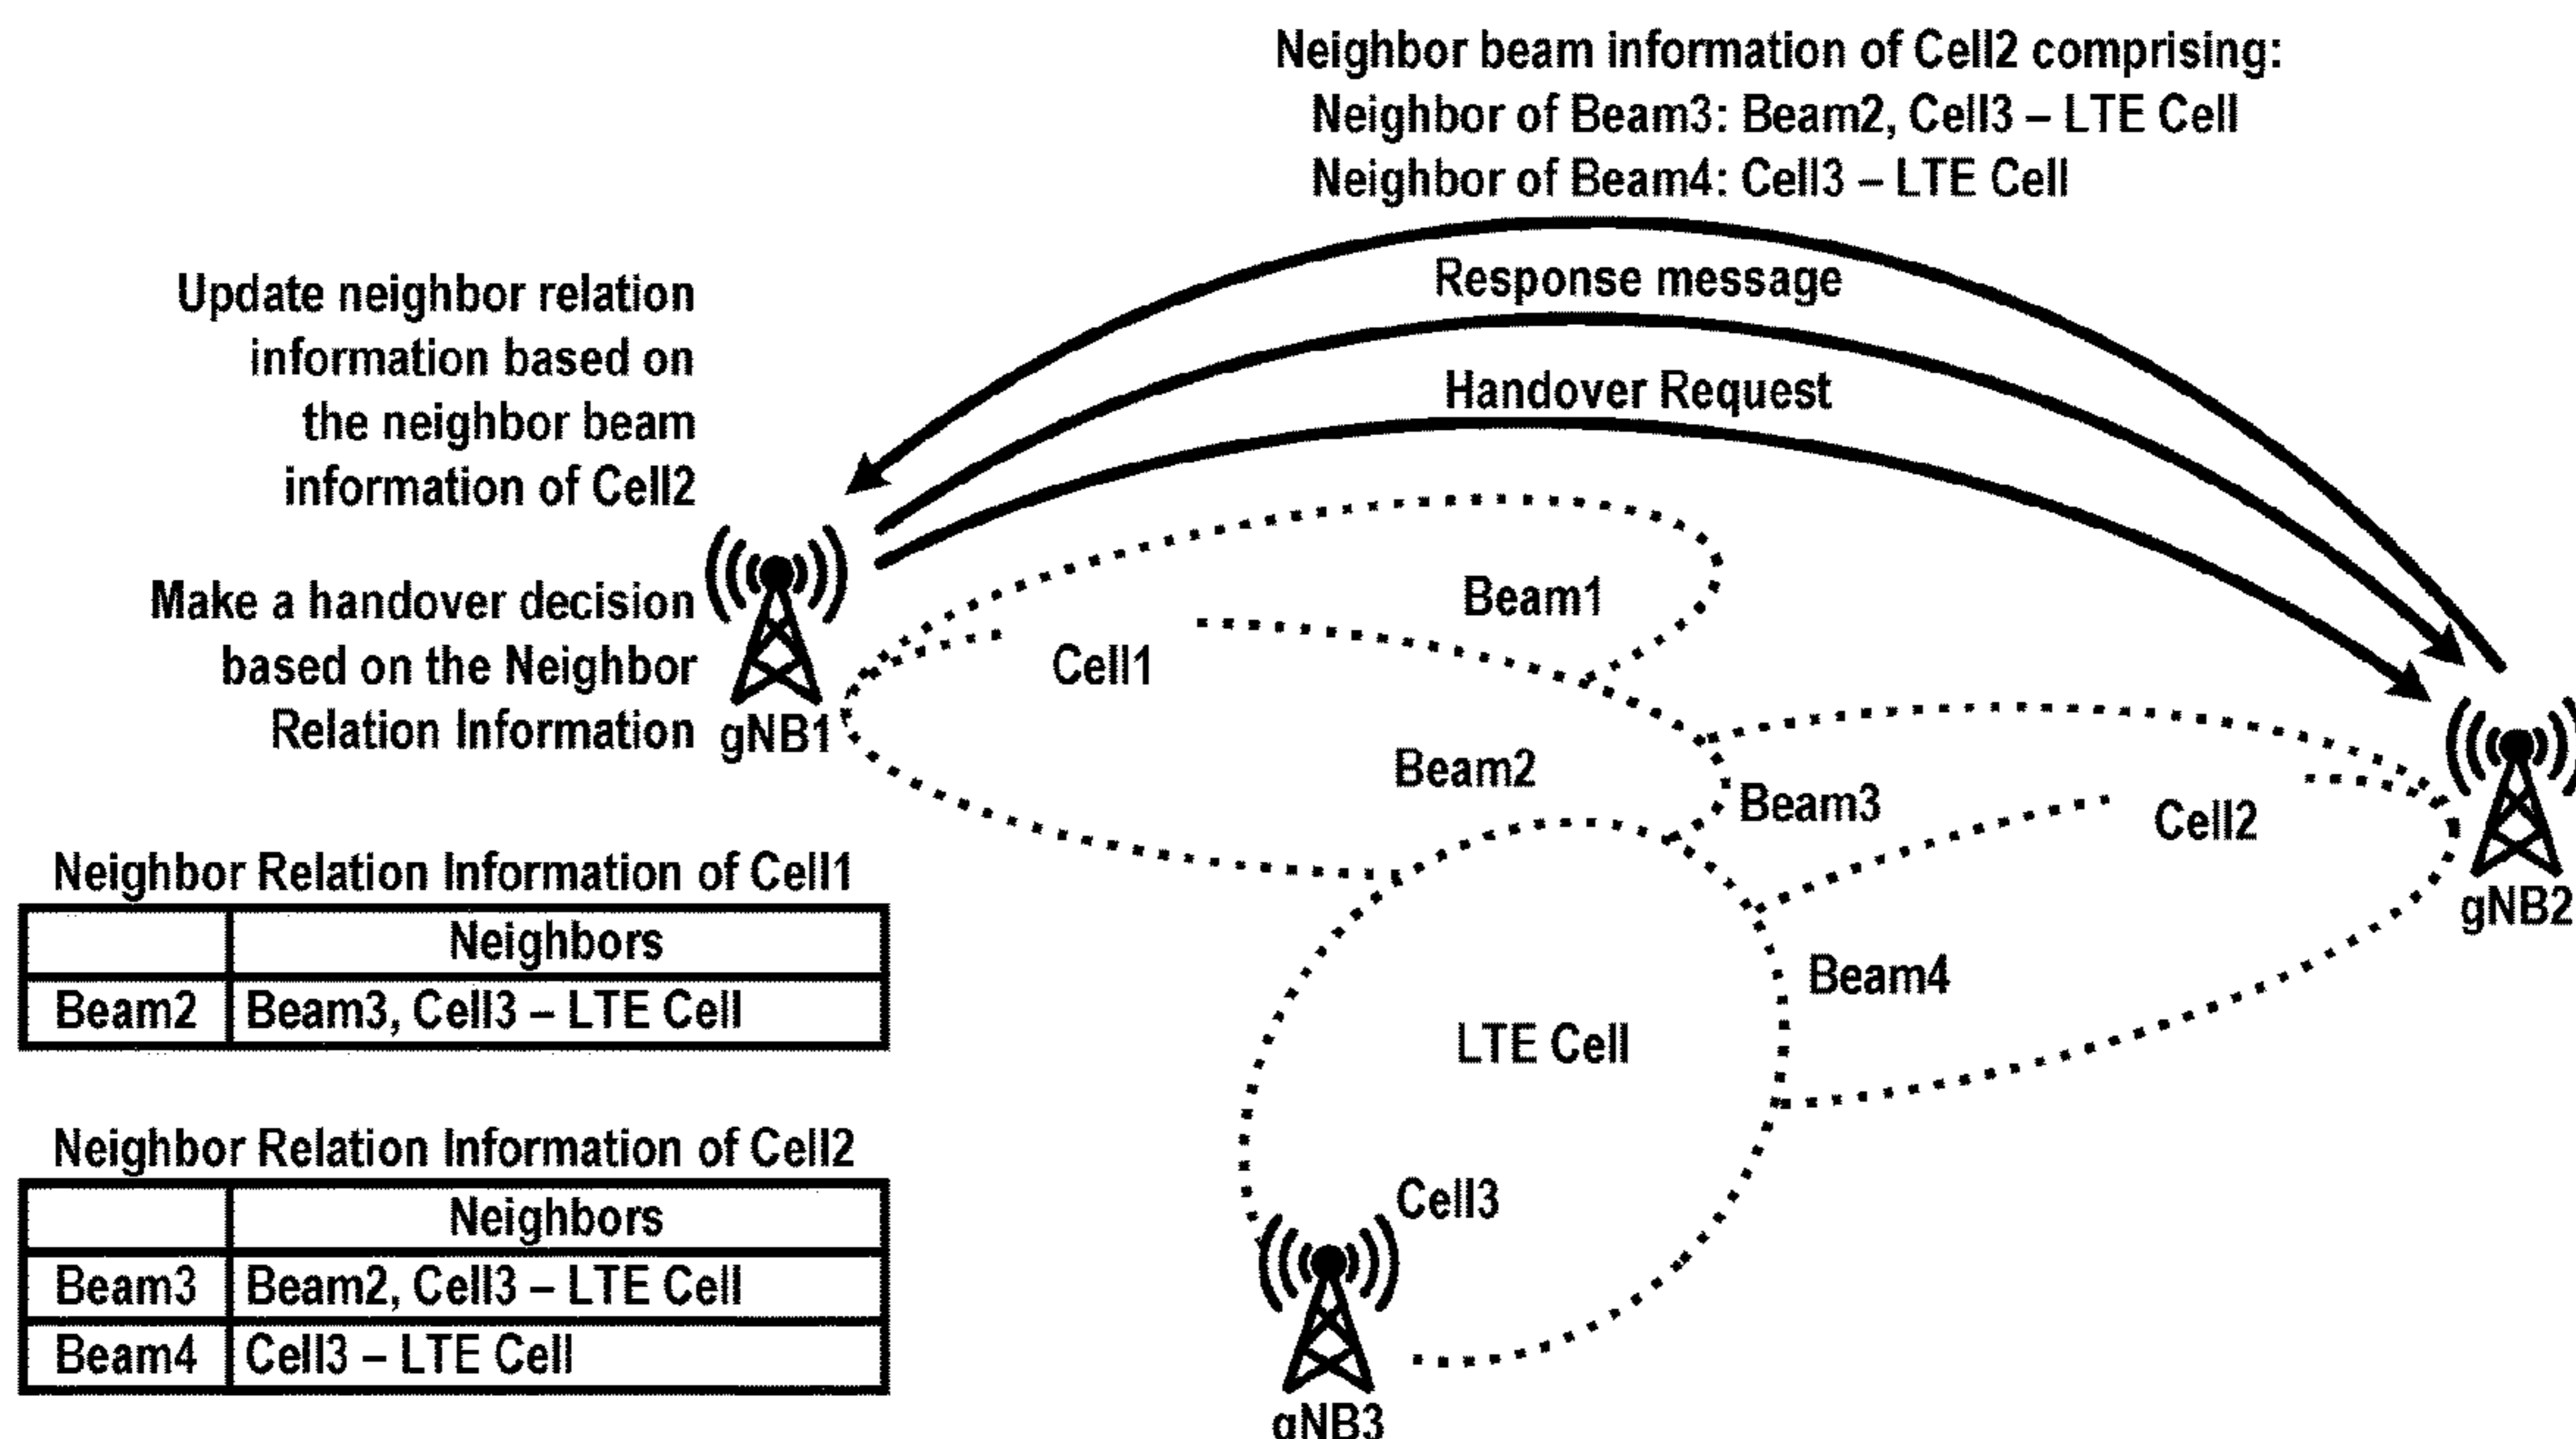 Neighbor beam information of Cell2 comprising:
Neighbor of Beam3: Beam2, Cell3 – LTE Cell
Neighbor of Beam4: Cell3 – LTE Cell
Response message
Handover Request
Update neighbor relation
information based on
the neighbor beam
information of Cell2
Make a handover decision
based on the Neighbor
Relation Information
gNB1
Beam1
Cell1
Beam2
Beam3
Cell2
gNB2
Beam4
LTE Cell
Cell3
gNB3
Neighbor Relation Information of Cell1
Neighbors
Beam2 Beam3, Cell3 – LTE Cell
Neighbor Relation Information of Cell2
Neighbors
Beam3 Beam2, Cell3 – LTE Cell
Beam4 Cell3 – LTE Cell